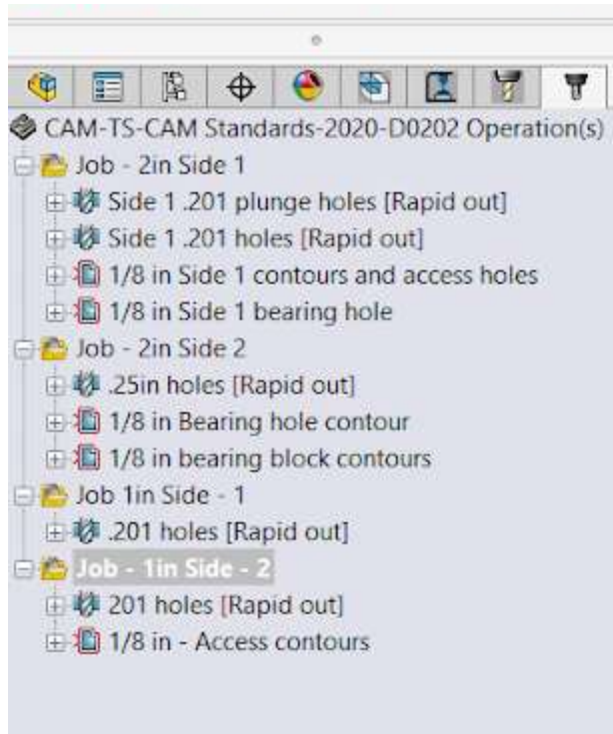 CAM-TS-CAM Standards-2020-D0202 Operation(s)
Job - 2in Side 1
Side 1 .201 plunge holes [Rapid out]
Side 1 .201 holes [Rapid out]
1/8 in Side 1 contours and access holes
1/8 in Side 1 bearing hole
Job - 2in Side 2
.25in holes [Rapid out]
1/8 in Bearing hole contour
1/8 in bearing block contours
Job 1in Side - 1
.201 holes [Rapid out]
Job - 1in Side - 2
201 holes [Rapid out]
1/8 in - Access contours